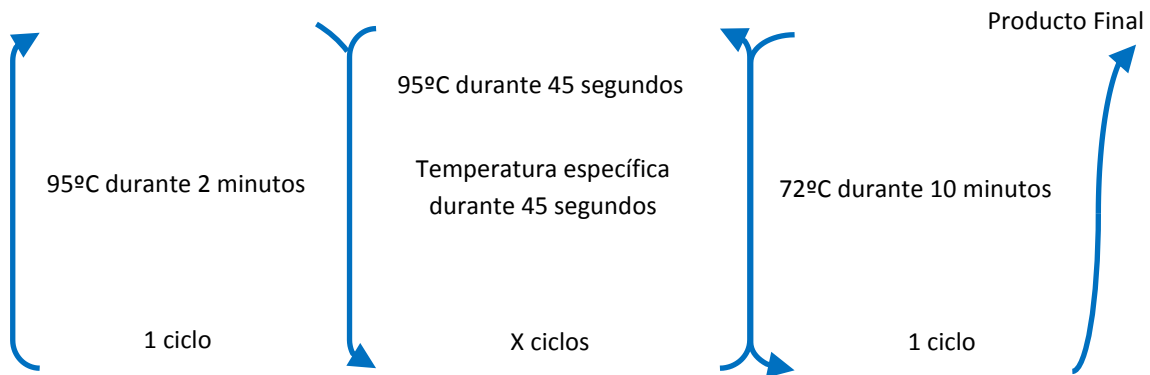 Producto Final
95ºC durante 2 minutos
1 ciclo
95ºC durante 45 segundos
Temperatura específica
durante 45 segundos
X ciclos
72ºC durante 10 minutos
1 ciclo